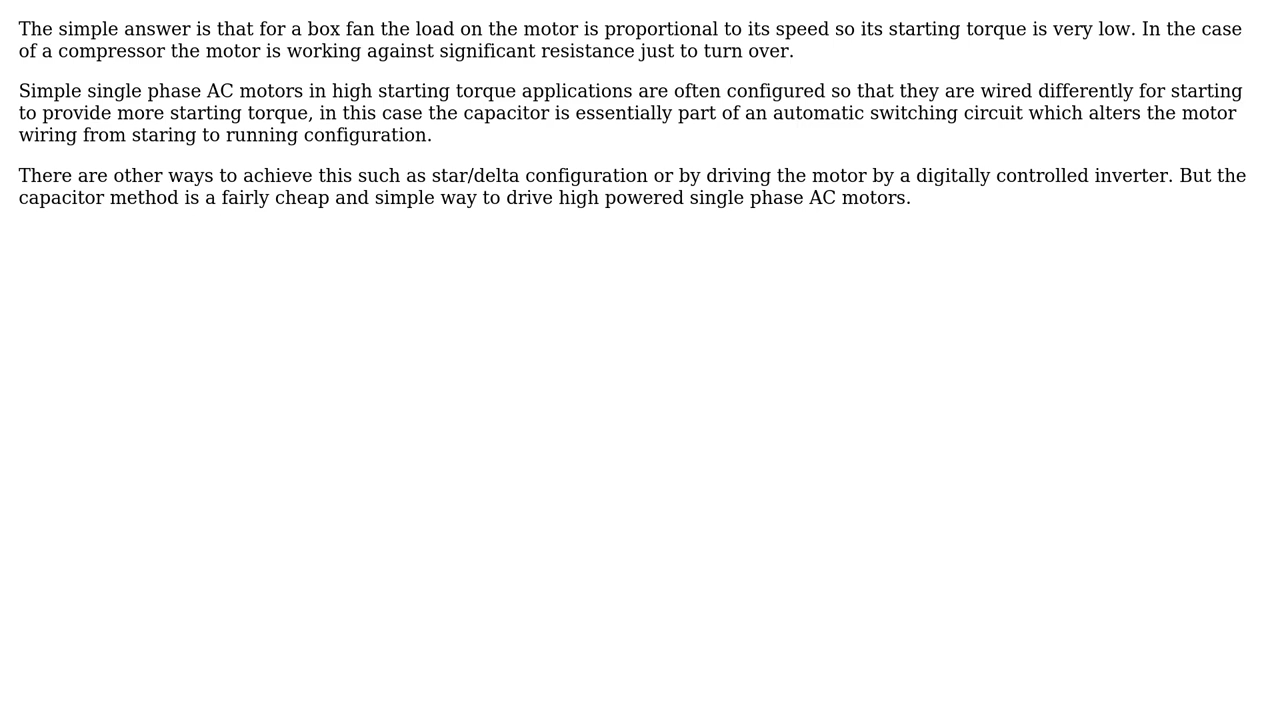 The simple answer is that for a box fan the load on the motor is proportional to its speed so its starting torque is very low. In the case
of a compressor the motor is working against significant resistance just to turn over.
Simple single phase AC motors in high starting torque applications are often configured so that they are wired differently for starting
to provide more starting torque, in this case the capacitor is essentially part of an automatic switching circuit which alters the motor
wiring from staring to running configuration.
There are other ways to achieve this such as star/delta configuration or by driving the motor by a digitally controlled inverter. But the
capacitor method is a fairly cheap and simple way to drive high powered single phase AC motors.